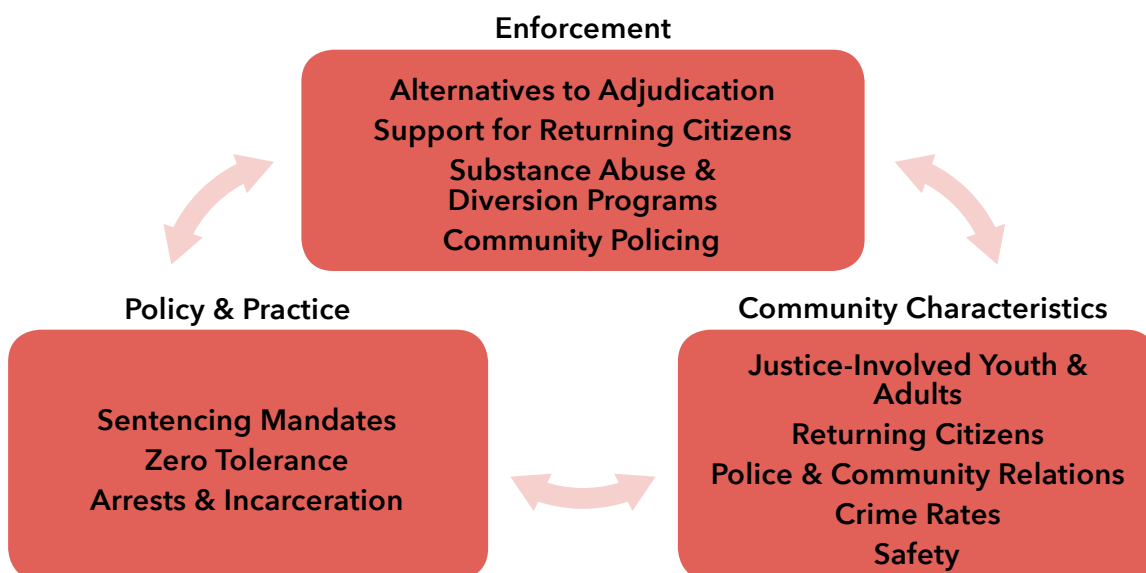 Enforcement
Alternatives to Adjudication
Support for Returning Citizens
Substance Abuse &
Diversion Programs
Community Policing
Policy & Practice
Sentencing Mandates
Zero Tolerance
Arrests & Incarceration
Community Characteristics
Justice-Involved Youth &
Adults
Returning Citizens
Police & Community Relations
Crime Rates
Safety